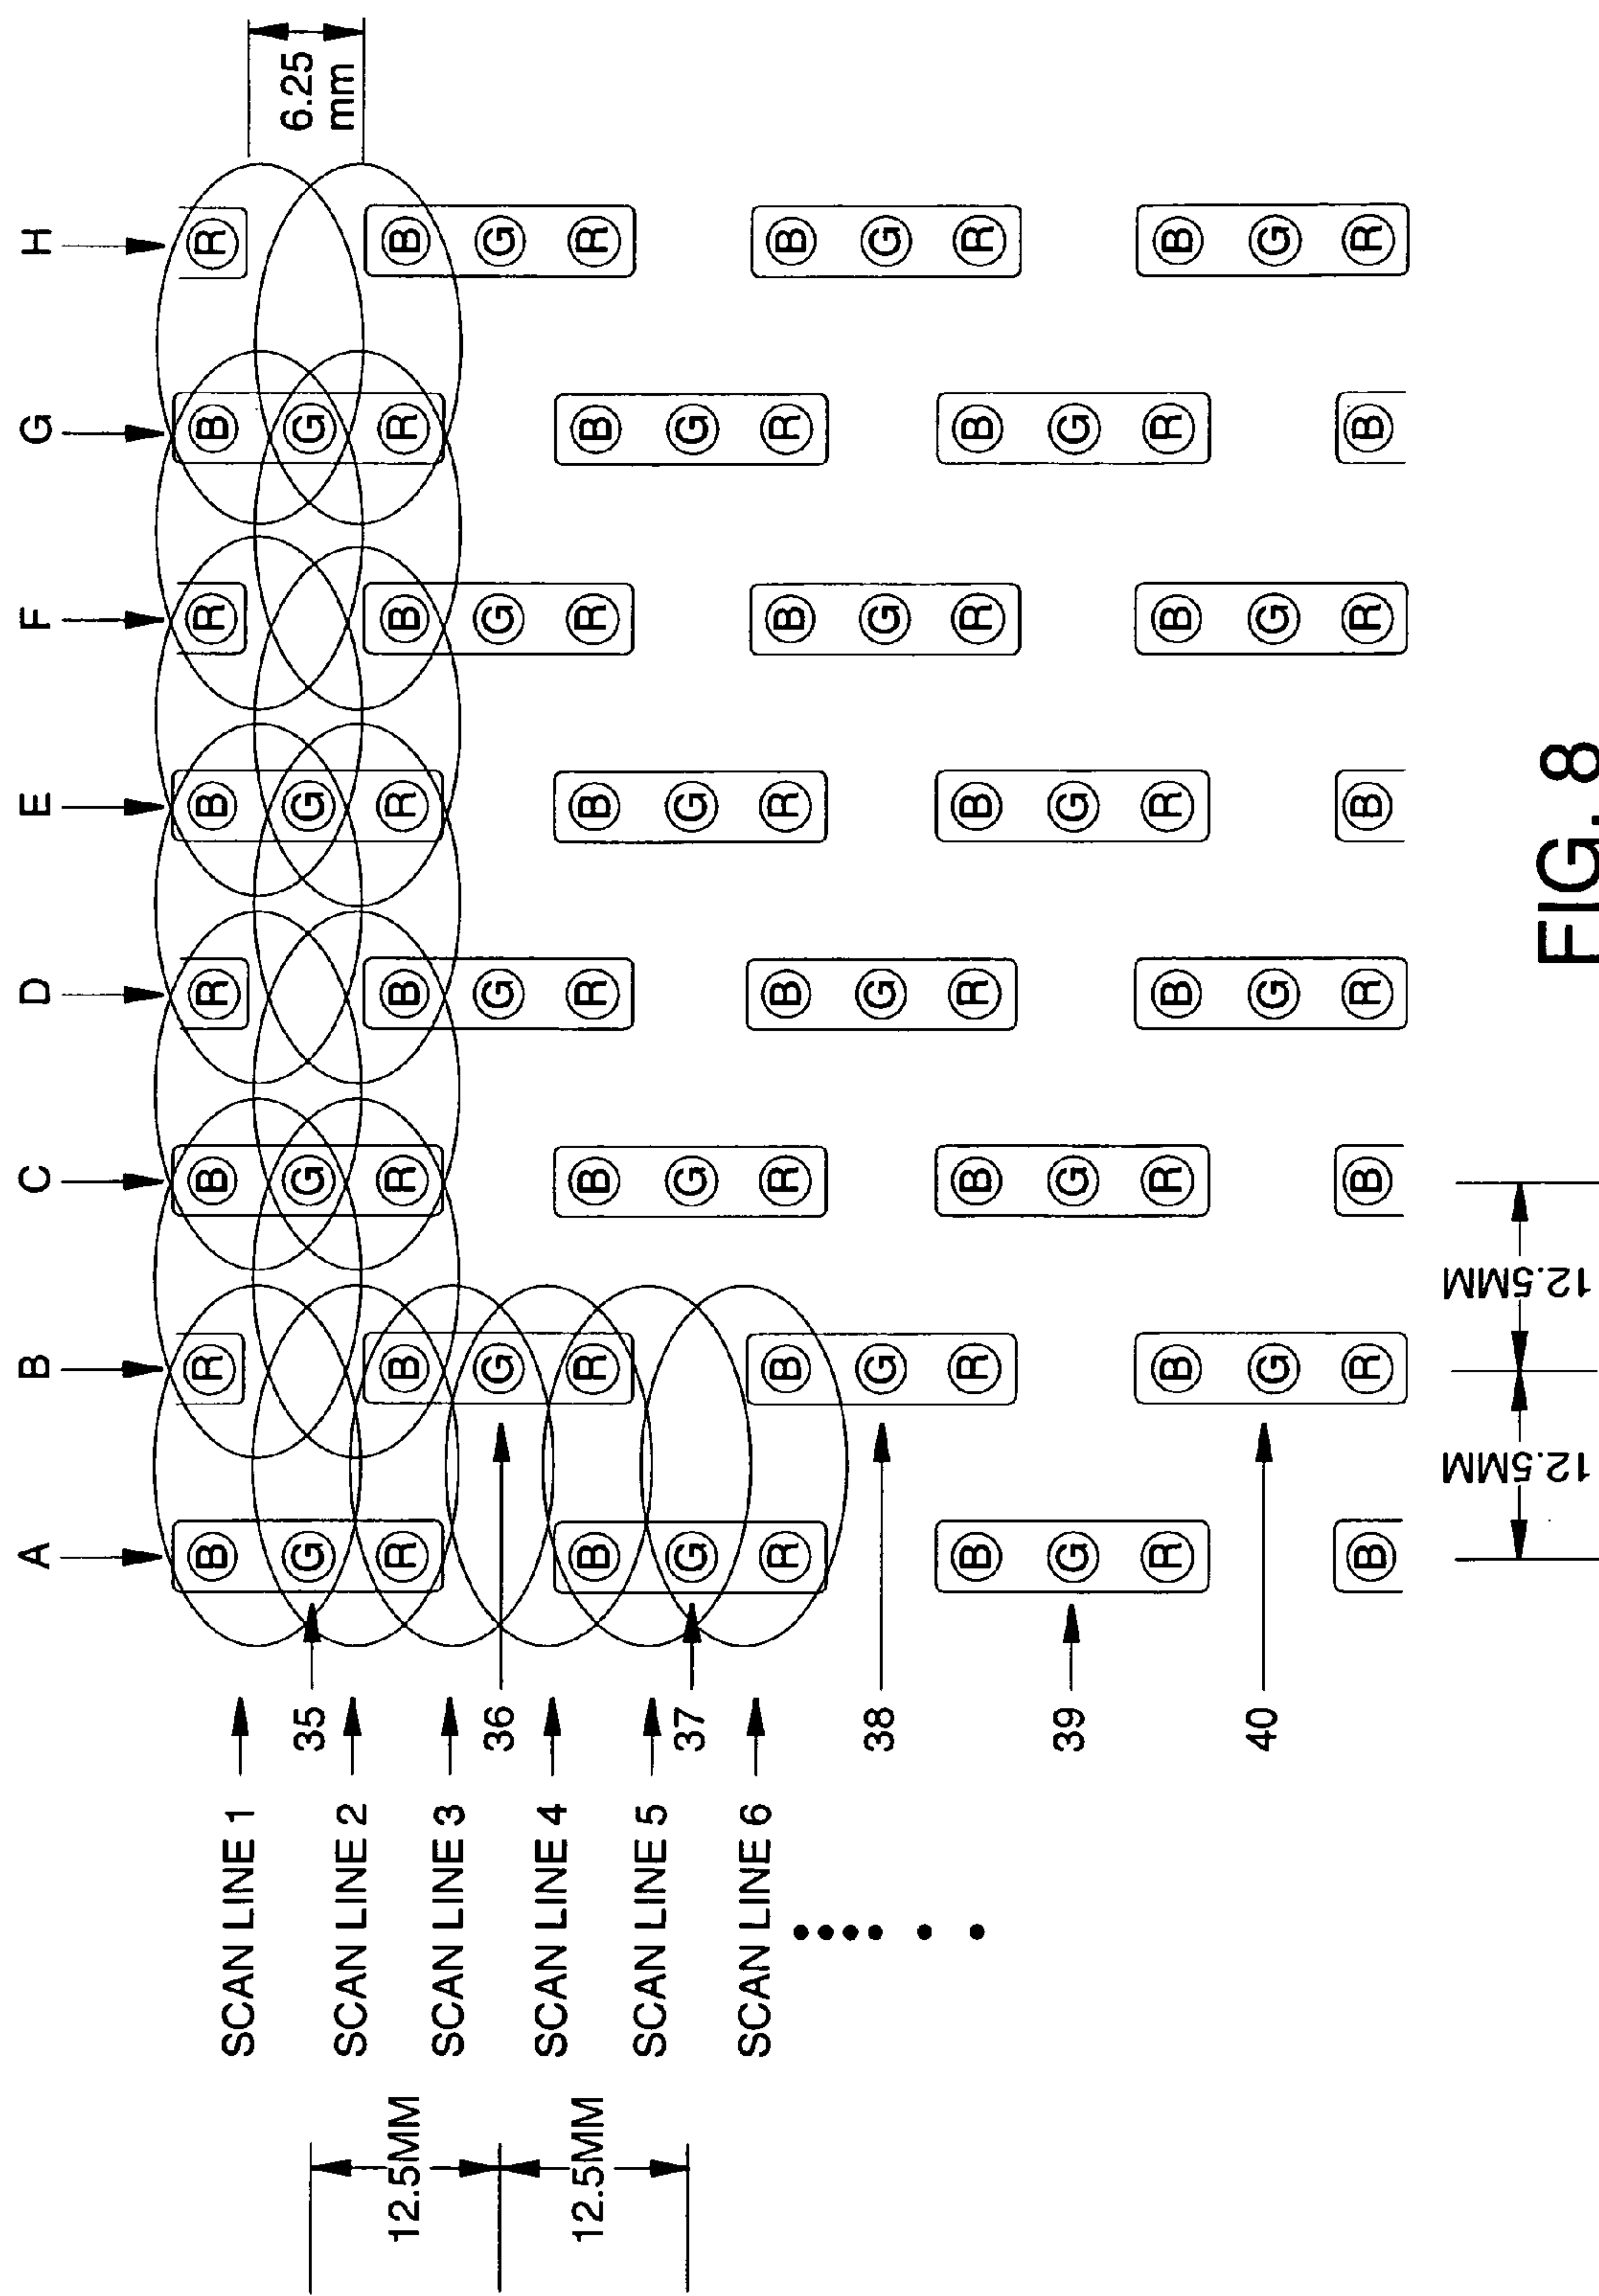 A B C D E F G H
B R B R B R B R
SCAN LINE 1
6.25
mm
35 G G G G
SCAN LINE 2
12.5MM R B R B R B R B
SCAN LINE 3
36 G G G G
SCAN LINE 4
12.5MM B R B R B R B R
SCAN LINE 5
37 G G G G
SCAN LINE 6
R B R B R B R B
38 G G G G
B R B R B R B R
39 G G G G
R B R B R B R B
40 G G G G
B R B R B R B R
12.5MM 12.5MM
FIG. 8